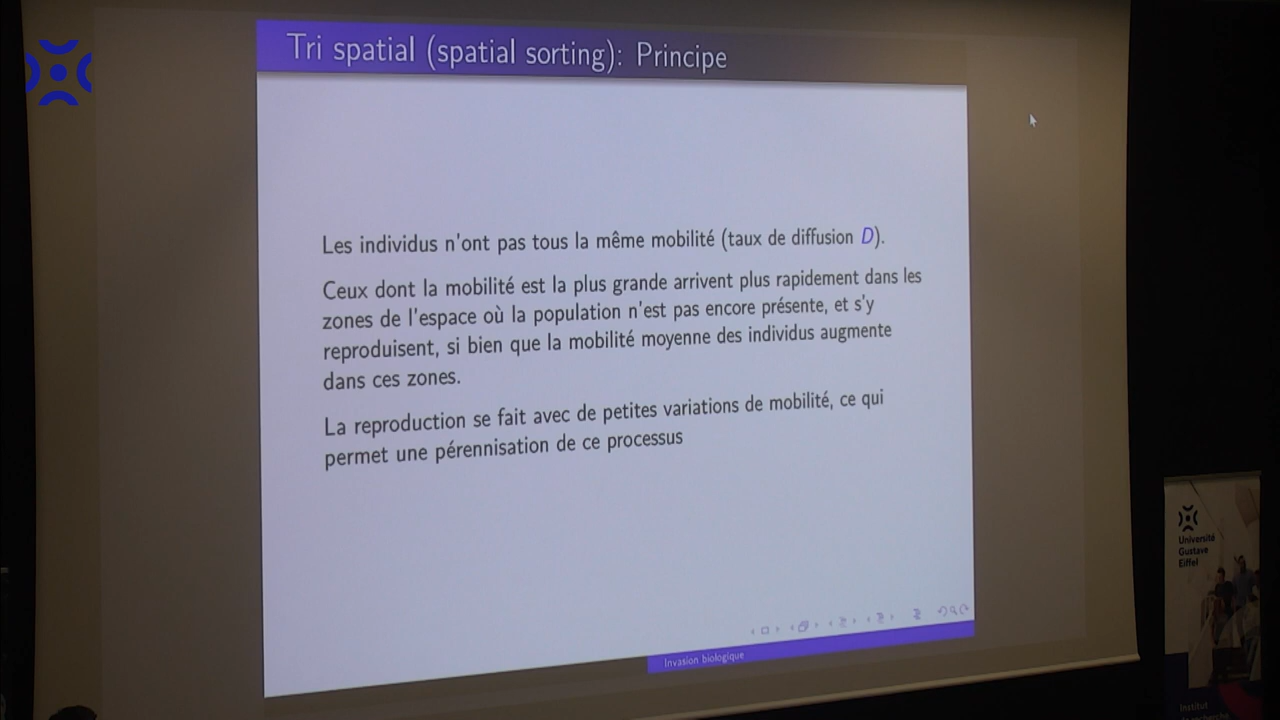 Tri spatial (spatial sorting): Principe
Les individus n'ont pas tous la même mobilité (taux de diffusion D).
Ceux dont la mobilité est la plus grande arrivent plus rapidement dans les
zones de l'espace où la population n'est pas encore présente, et s'y
reproduisent, si bien que la mobilité moyenne des individus augmente
dans ces zones.
La reproduction se fait avec de petites variations de mobilité, ce qui
permet une pérennisation de ce processus
Invasion biologique
Université
Gustave
Eiffel
Institut